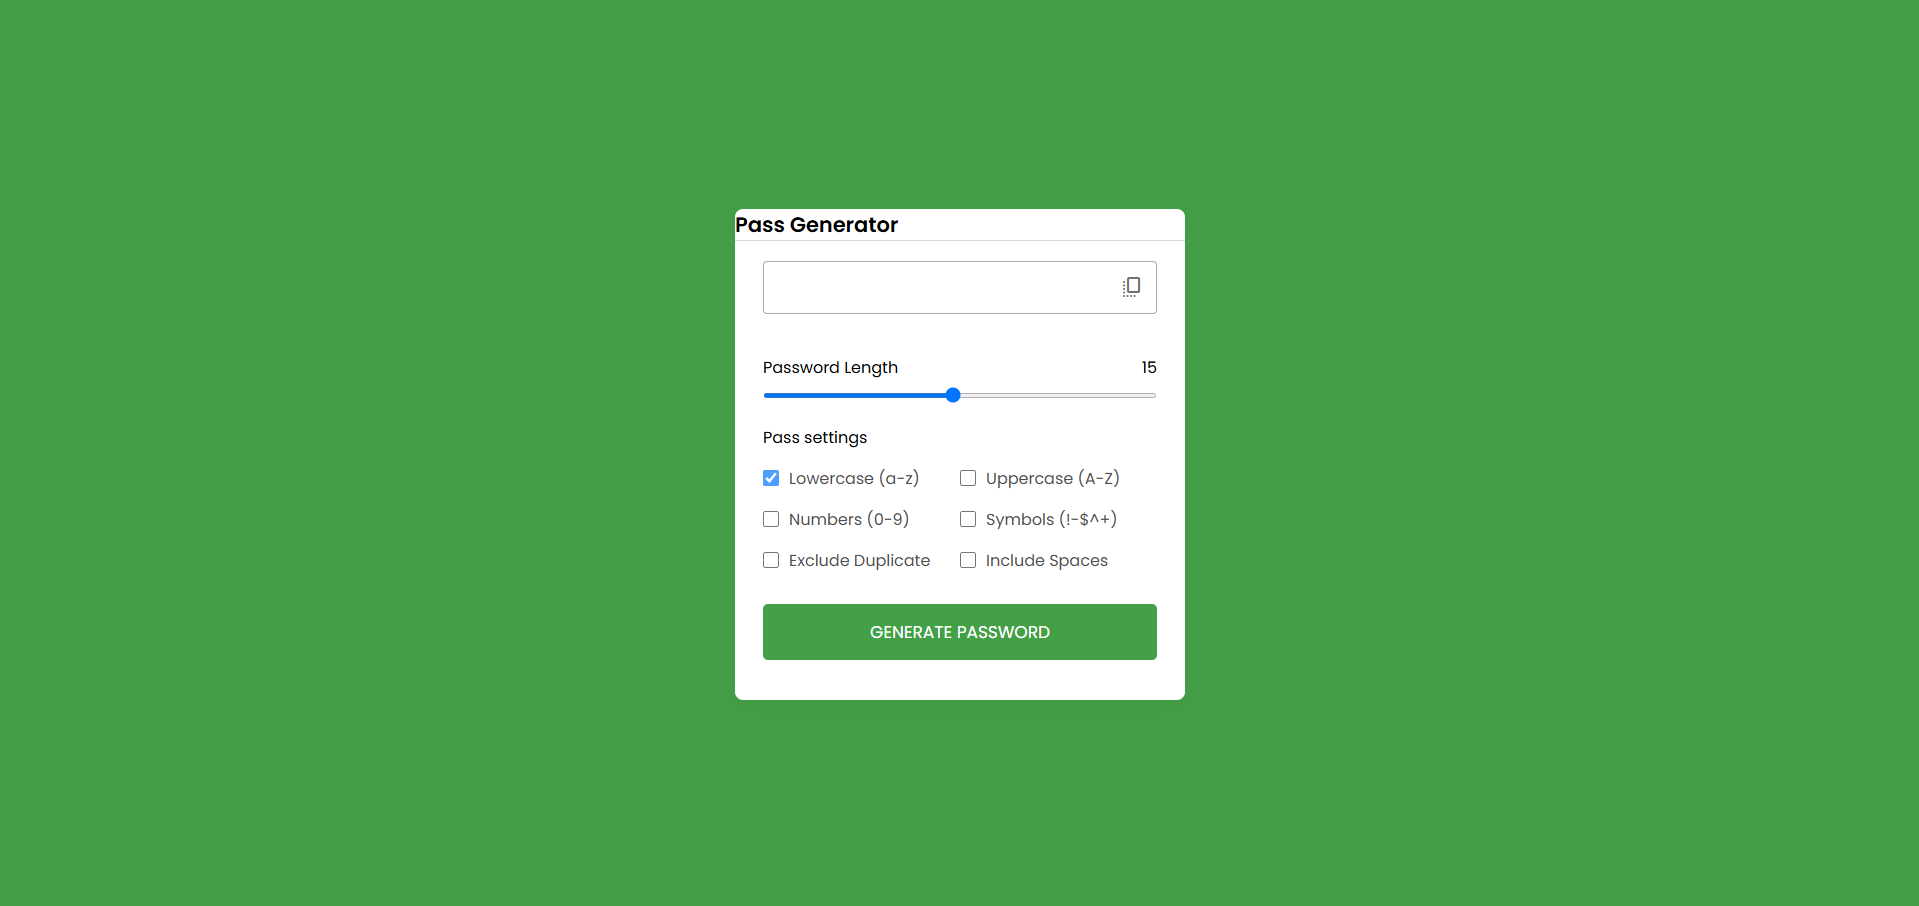 Pass Generator
Password Length 15
Pass settings
Lowercase (a-z) Uppercase (A-Z)
Numbers (0-9) Symbols (!-$^+)
Exclude Duplicate Include Spaces
GENERATE PASSWORD